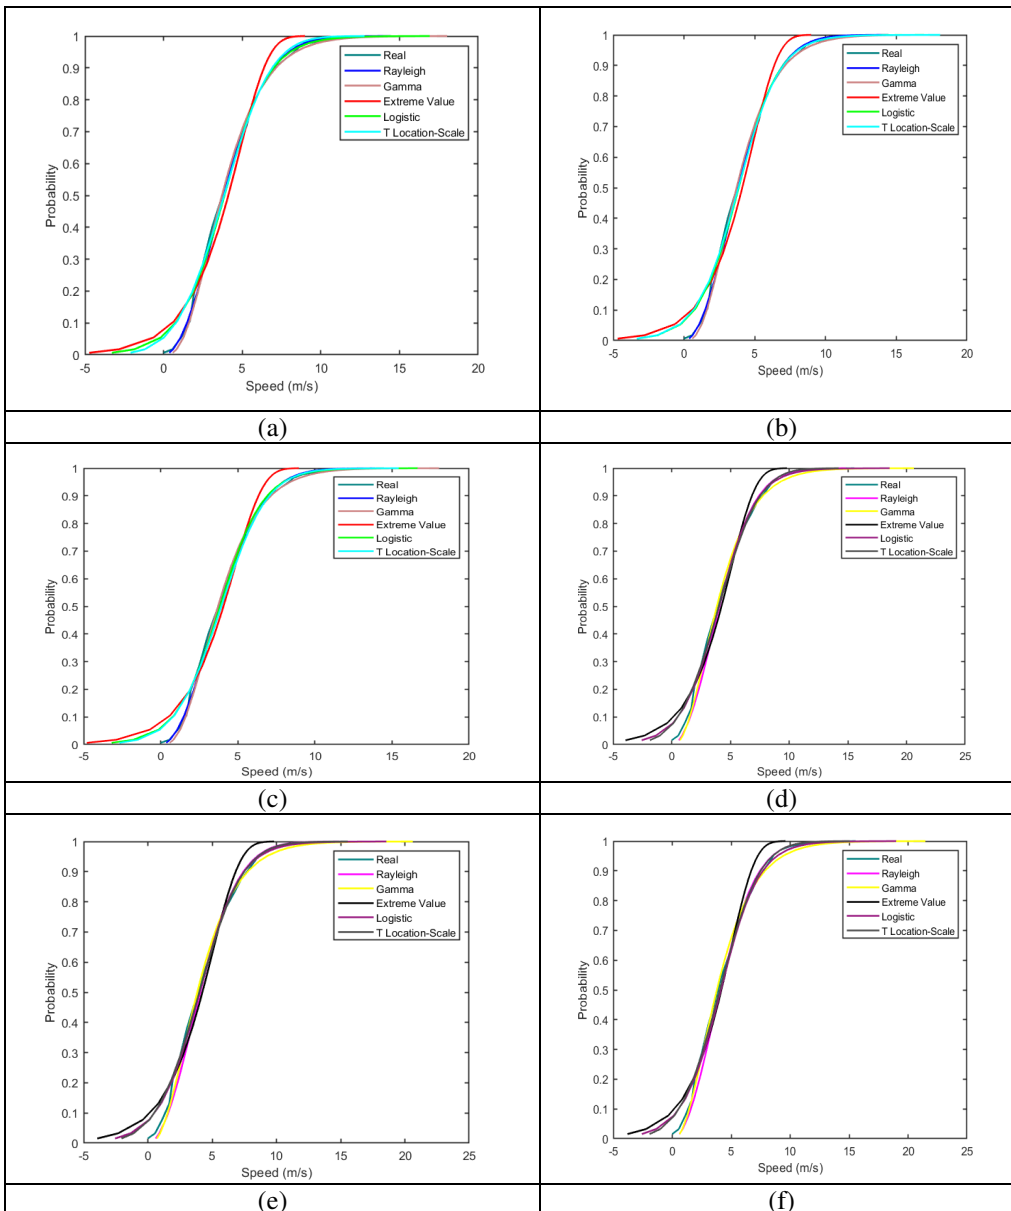 1
0.9
0.8
0.7
0.6
0.5
0.4
0.3
0.2
0.1
0
Probability
-5 0 5 10 15 20
Speed (m/s)
Real
Rayleigh
Gamma
Extreme Value
Logistic
T Location-Scale
(a)
1
0.9
0.8
0.7
0.6
0.5
0.4
0.3
0.2
0.1
0
Probability
-5 0 5 10 15 20
Speed (m/s)
Real
Rayleigh
Gamma
Extreme Value
Logistic
T Location-Scale
(b)
1
0.9
0.8
0.7
0.6
0.5
0.4
0.3
0.2
0.1
0
Probability
-5 0 5 10 15 20
Speed (m/s)
Real
Rayleigh
Gamma
Extreme Value
Logistic
T Location-Scale
(c)
1
0.9
0.8
0.7
0.6
0.5
0.4
0.3
0.2
0.1
0
Probability
-5 0 5 10 15 20 25
Speed (m/s)
Real
Rayleigh
Gamma
Extreme Value
Logistic
T Location-Scale
(d)
1
0.9
0.8
0.7
0.6
0.5
0.4
0.3
0.2
0.1
0
Probability
-5 0 5 10 15 20 25
Speed (m/s)
Real
Rayleigh
Gamma
Extreme Value
Logistic
T Location-Scale
(e)
1
0.9
0.8
0.7
0.6
0.5
0.4
0.3
0.2
0.1
0
Probability
-5 0 5 10 15 20 25
Speed (m/s)
Real
Rayleigh
Gamma
Extreme Value
Logistic
T Location-Scale
(f)